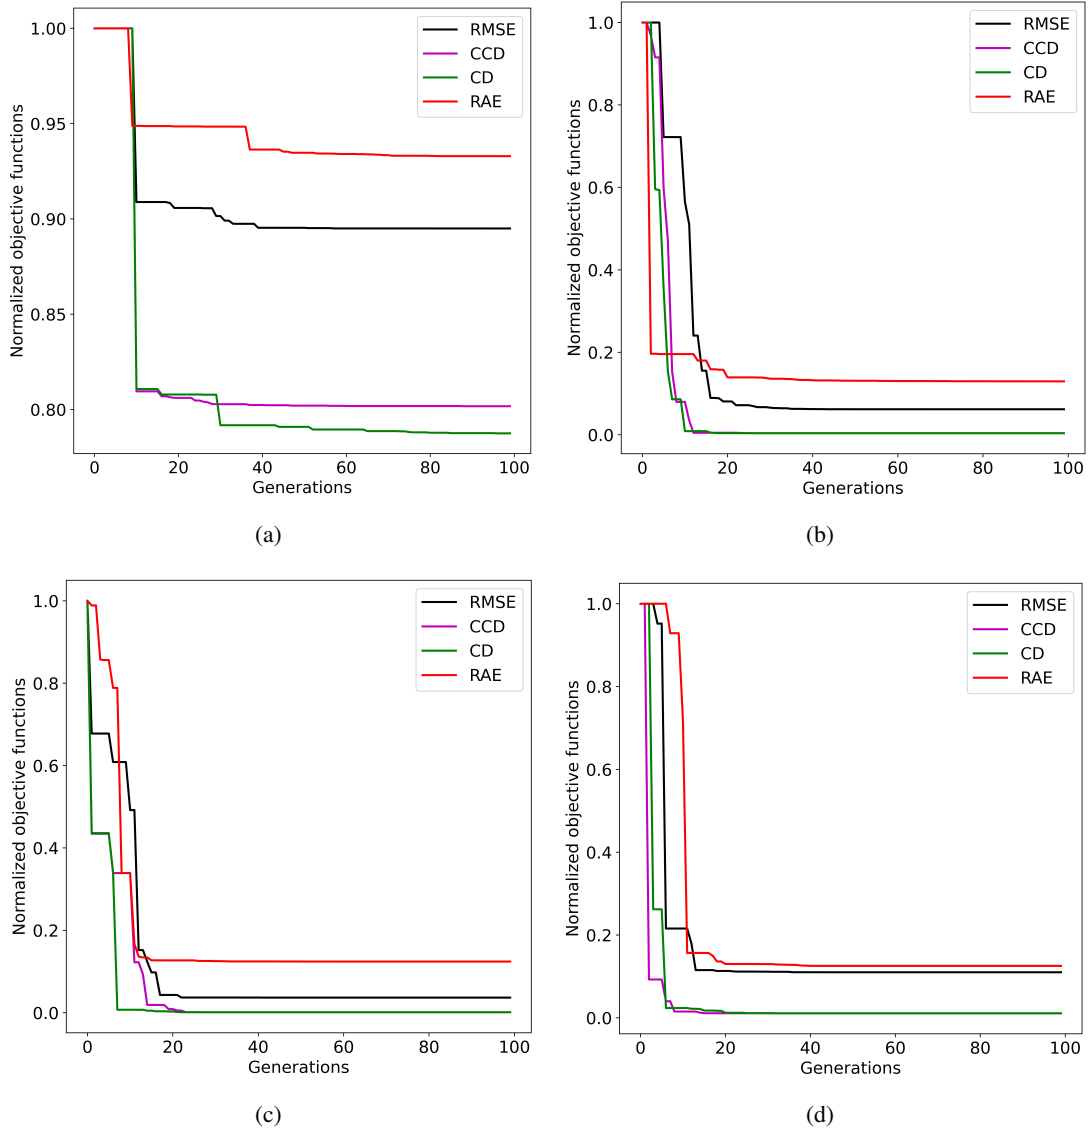 1.00
0.95
0.90
0.85
0.80
Normalized objective functions
0 20 40 60 80 100
Generations
RMSE
CCD
CD
RAE
(a)
1.0
0.8
0.6
0.4
0.2
0.0
Normalized objective functions
0 20 40 60 80 100
Generations
RMSE
CCD
CD
RAE
(b)
1.0
0.8
0.6
0.4
0.2
0.0
Normalized objective functions
0 20 40 60 80 100
Generations
RMSE
CCD
CD
RAE
(c)
1.0
0.8
0.6
0.4
0.2
0.0
Normalized objective functions
0 20 40 60 80 100
Generations
RMSE
CCD
CD
RAE
(d)